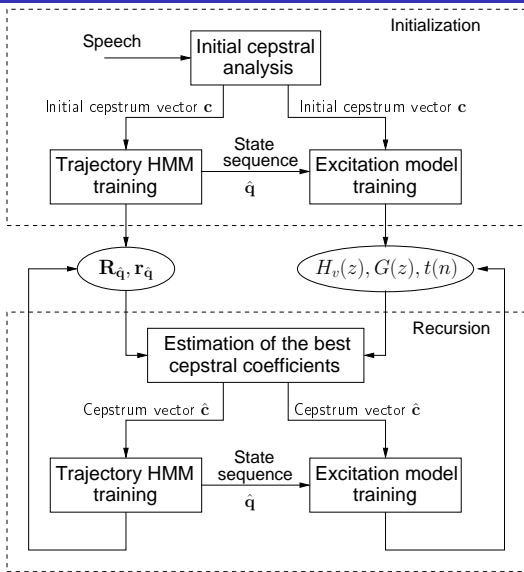 Initialization
Speech
Initial cepstral
analysis
Initial cepstrum vector c
Initial cepstrum vector c
Trajectory HMM
training
State
sequence
q̂
Excitation model
training
R_q̂, r_q̂
H_v(z), G(z), t(n)
Recursion
Estimation of the best
cepstral coefficients
Cepstrum vector ĉ
Cepstrum vector ĉ
Trajectory HMM
training
State
sequence
q̂
Excitation model
training